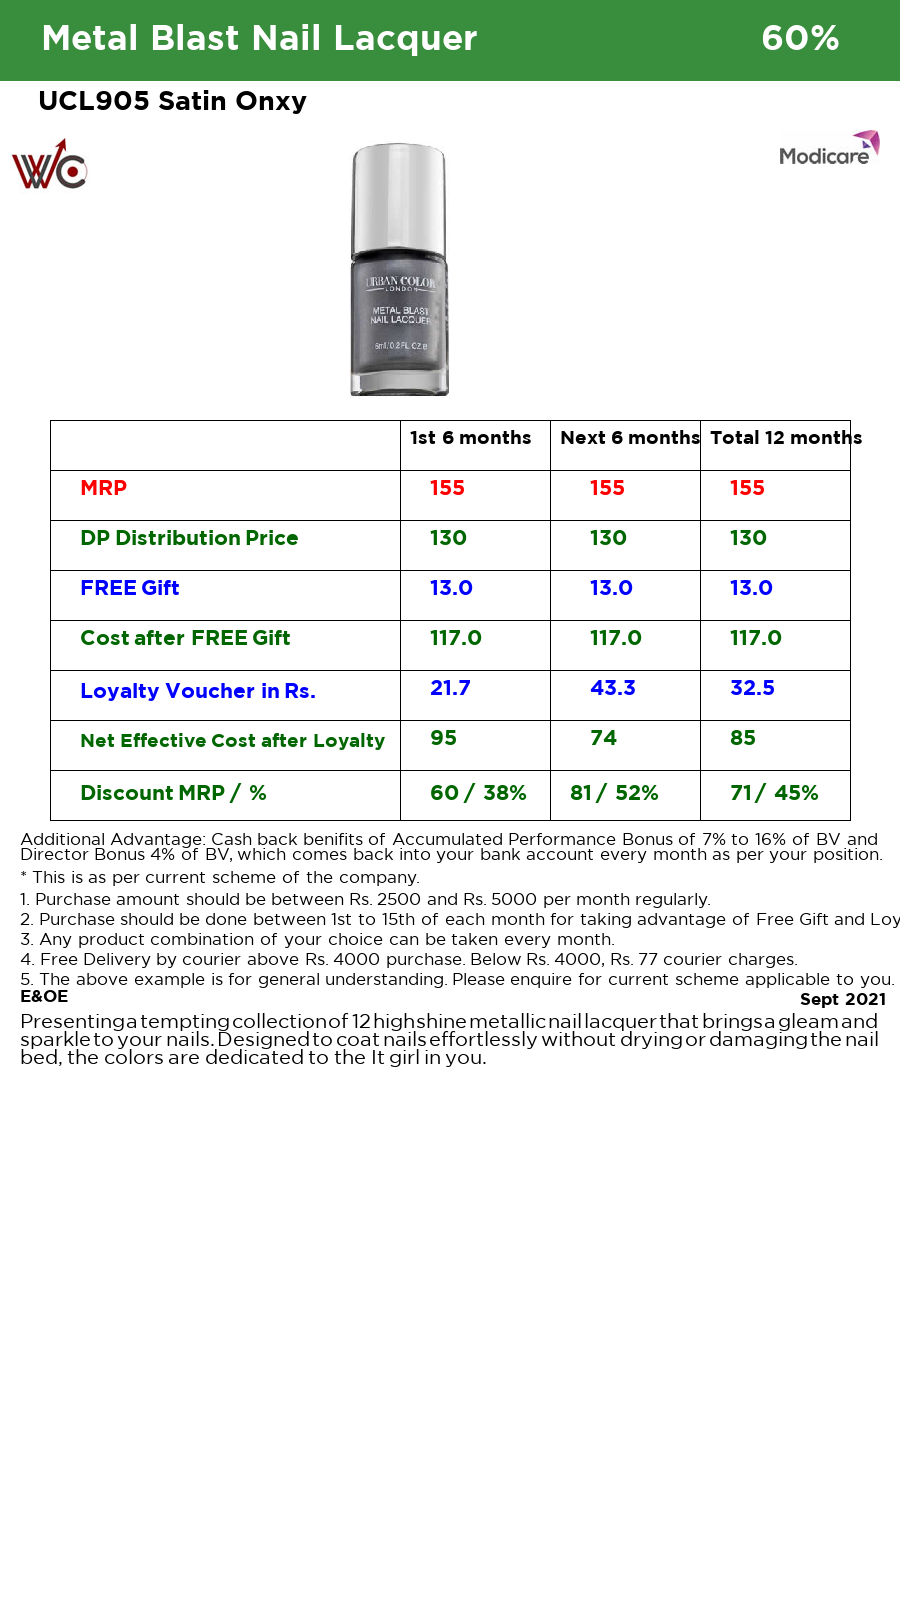 Metal Blast Nail Lacquer 60%
UCL905 Satin Onxy
WC
Modicare
URBAN COLOR
LONDON
METAL BLAST
NAIL LACQUER
6ml/0.2FL OZ.℮
1st 6 months Next 6 months Total 12 months
MRP 155 155 155
DP Distribution Price 130 130 130
FREE Gift 13.0 13.0 13.0
Cost after FREE Gift 117.0 117.0 117.0
Loyalty Voucher in Rs. 21.7 43.3 32.5
Net Effective Cost after Loyalty 95 74 85
Discount MRP / % 60 / 38% 81 / 52% 71 / 45%
Additional Advantage: Cash back benifits of Accumulated Performance Bonus of 7% to 16% of BV and
Director Bonus 4% of BV, which comes back into your bank account every month as per your position.
* This is as per current scheme of the company.
1. Purchase amount should be between Rs. 2500 and Rs. 5000 per month regularly.
2. Purchase should be done between 1st to 15th of each month for taking advantage of Free Gift and Loy
3. Any product combination of your choice can be taken every month.
4. Free Delivery by courier above Rs. 4000 purchase. Below Rs. 4000, Rs. 77 courier charges.
5. The above example is for general understanding. Please enquire for current scheme applicable to you.
E&OE Sept 2021
Presenting a tempting collection of 12 high shine metallic nail lacquer that brings a gleam and
sparkle to your nails. Designed to coat nails effortlessly without drying or damaging the nail
bed, the colors are dedicated to the It girl in you.